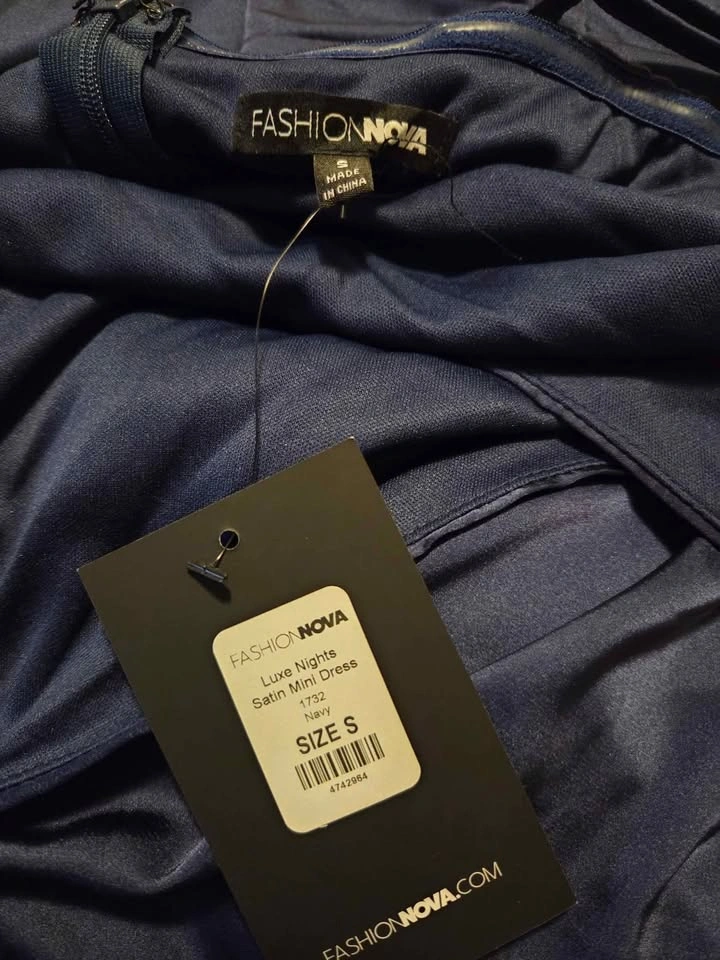 FASHIONNOVA
S
MADE
IN CHINA
FASHIONNOVA
Luxe Nights
Satin Mini Dress
1732
Navy
SIZE S
4742964
FASHIONNOVA.COM